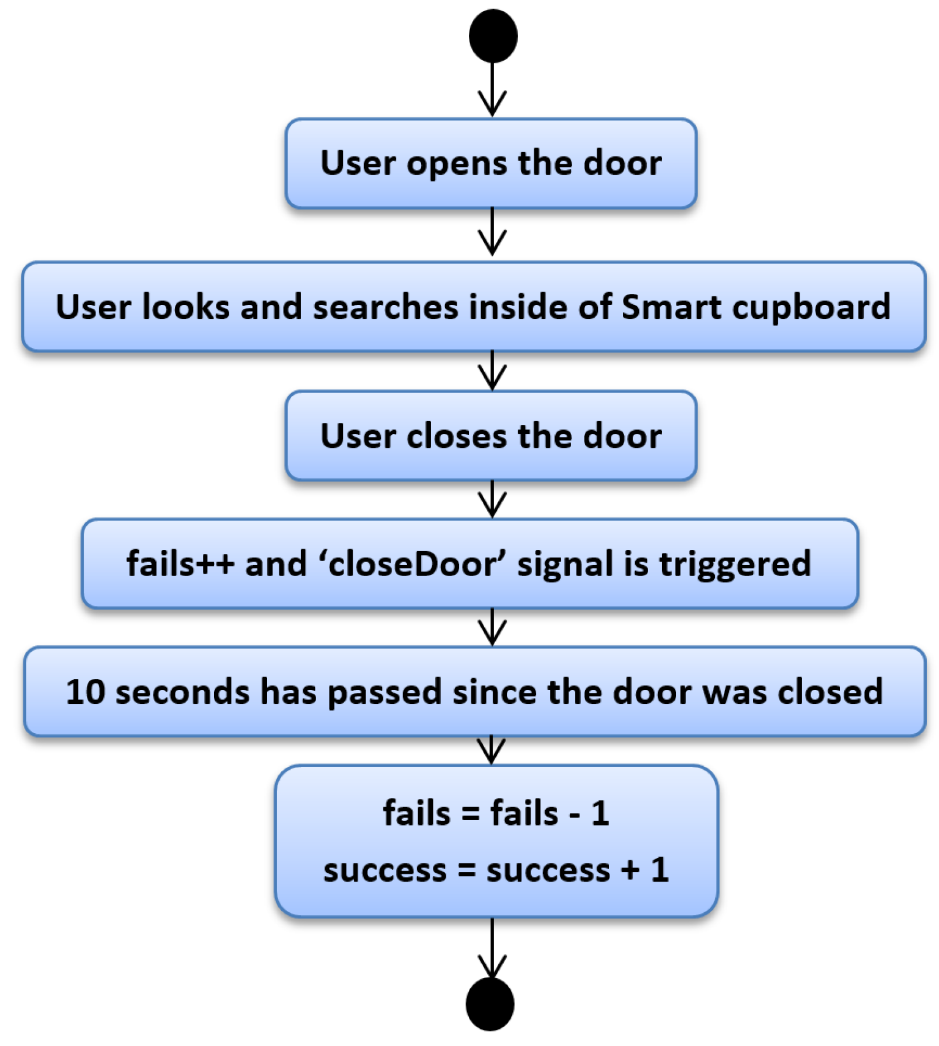 User opens the door
User looks and searches inside of Smart cupboard
User closes the door
fails++ and ‘closeDoor’ signal is triggered
10 seconds has passed since the door was closed
fails = fails - 1
success = success + 1